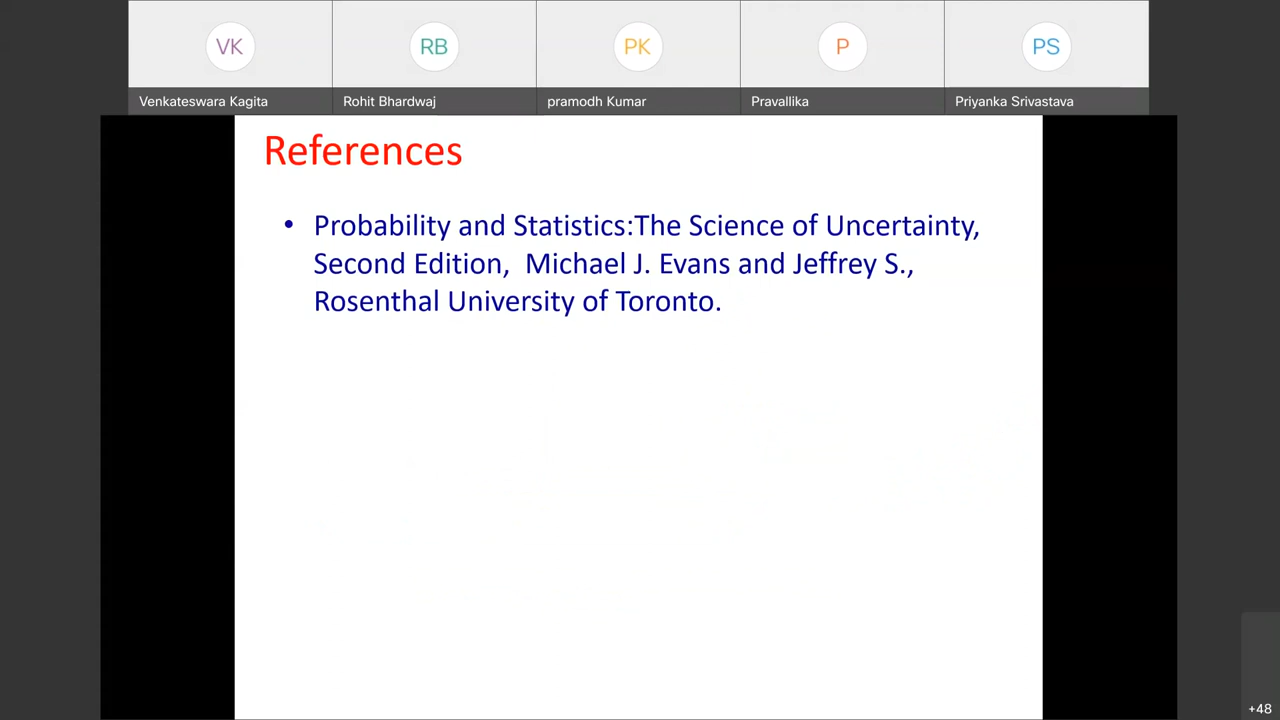 VK
RB
PK
P
PS
Venkateswara Kagita
Rohit Bhardwaj
pramodh Kumar
Pravallika
Priyanka Srivastava
References
• Probability and Statistics:The Science of Uncertainty,
Second Edition, Michael J. Evans and Jeffrey S.,
Rosenthal University of Toronto.
+48